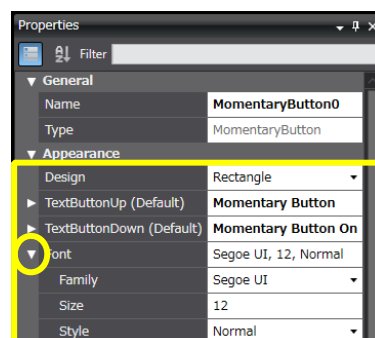 Properties
Filter
General
Name MomentaryButton0
Type MomentaryButton
Appearance
Design Rectangle
TextButtonUp (Default) Momentary Button
TextButtonDown (Default) Momentary Button On
Font Segoe UI, 12, Normal
Family Segoe UI
Size 12
Style Normal